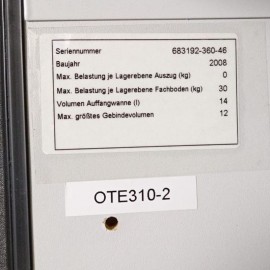 Seriennummer 683192-360-46
Baujahr 2008
Max. Belastung je Lagerebene Auszug (kg) 0
Max. Belastung je Lagerebene Fachboden (kg) 30
Volumen Auffangwanne (l) 14
Max. größtes Gebindevolumen 12
OTE310-2